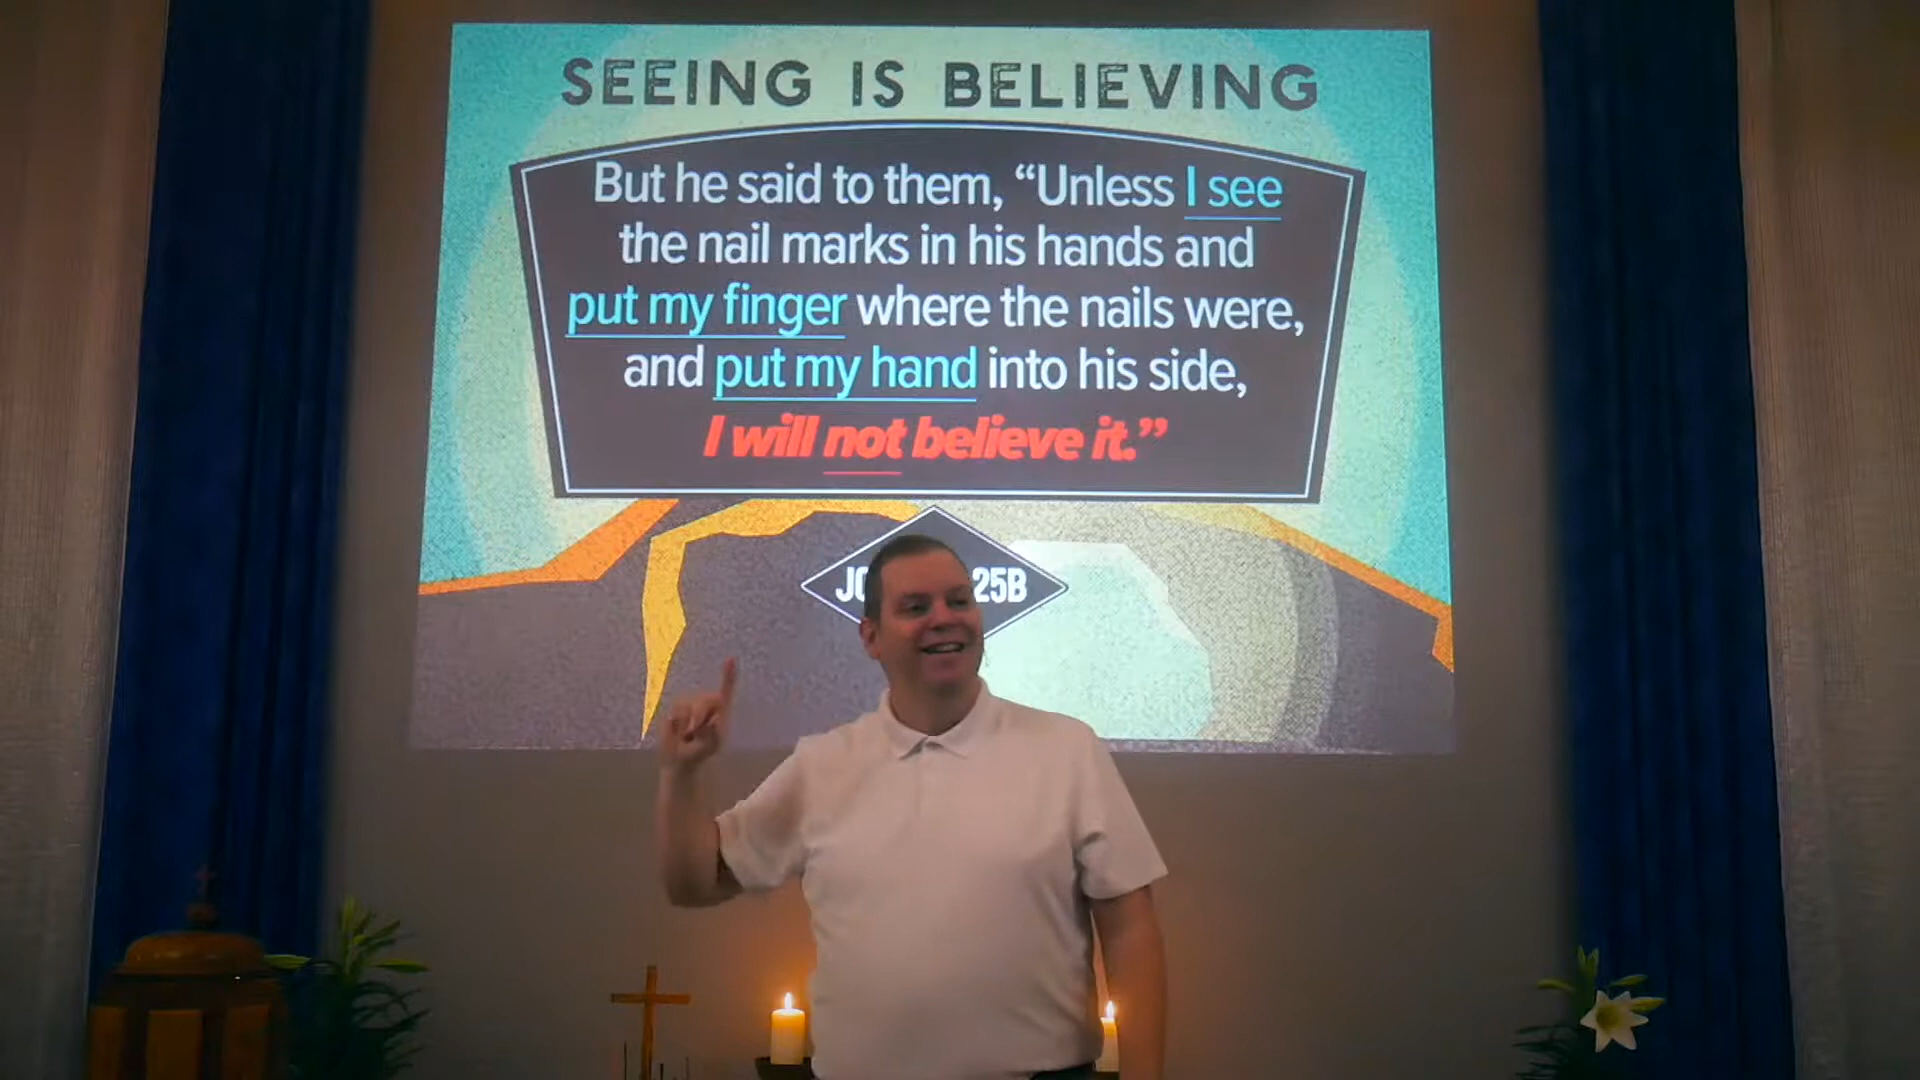 SEEING IS BELIEVING
But he said to them, “Unless I see
the nail marks in his hands and
put my finger where the nails were,
and put my hand into his side,
I will not believe it.”
25B